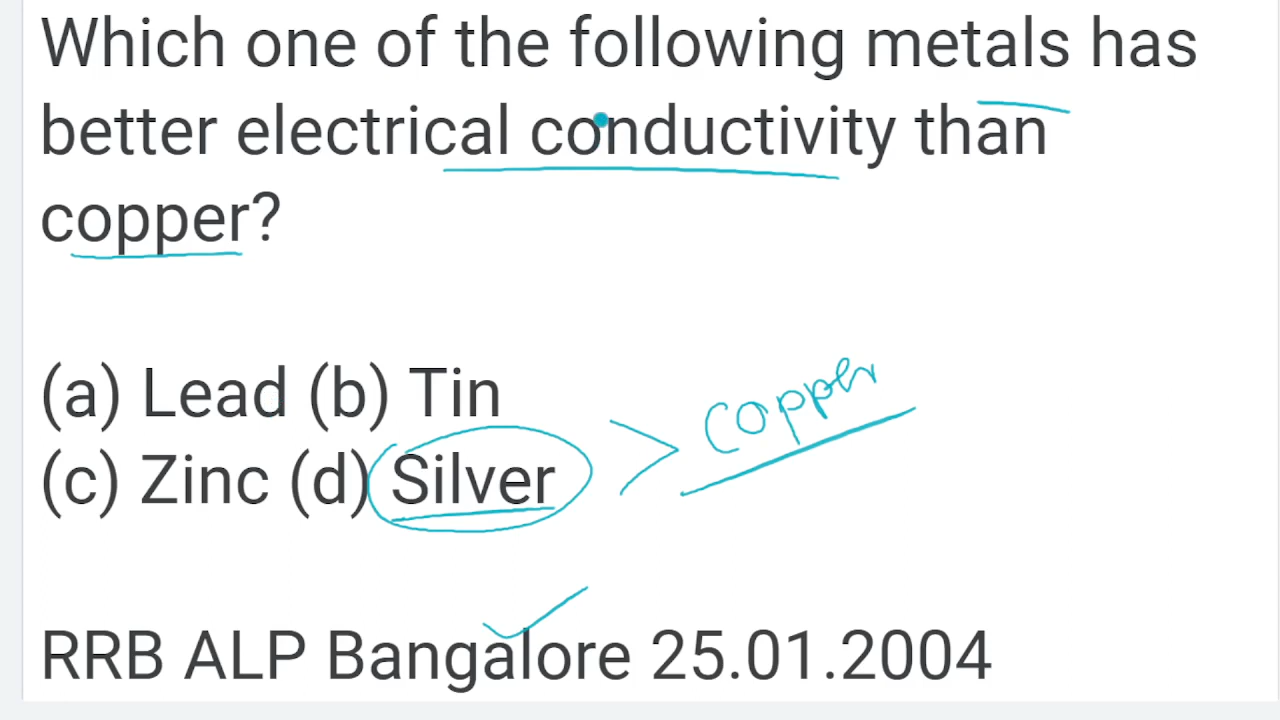 Which one of the following metals has
better electrical conductivity than
copper?
(a) Lead (b) Tin
(c) Zinc (d) Silver > copper
RRB ALP Bangalore 25.01.2004